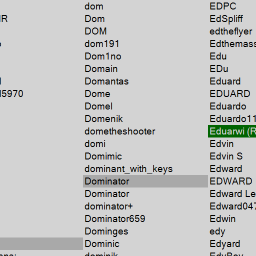 dom
Dom
DOM
dom191
Dom1no
Domain
Domantas
Dome
Domel
Domenik
dometheshooter
domi
Domimic
dominant_with_keys
Dominator
Dominator
dominator+
Dominator659
Dominges
Dominic
EDPC
EdSpliff
edtheflyer
Edthemass
Edu
EDu
Eduard
EDUARD
Eduardo
Eduardo11
Eduarwi (R
Edvin
Edvin S
Edward
EDWARD
Edward Le
Edward047
Edwin
edy
Edyard